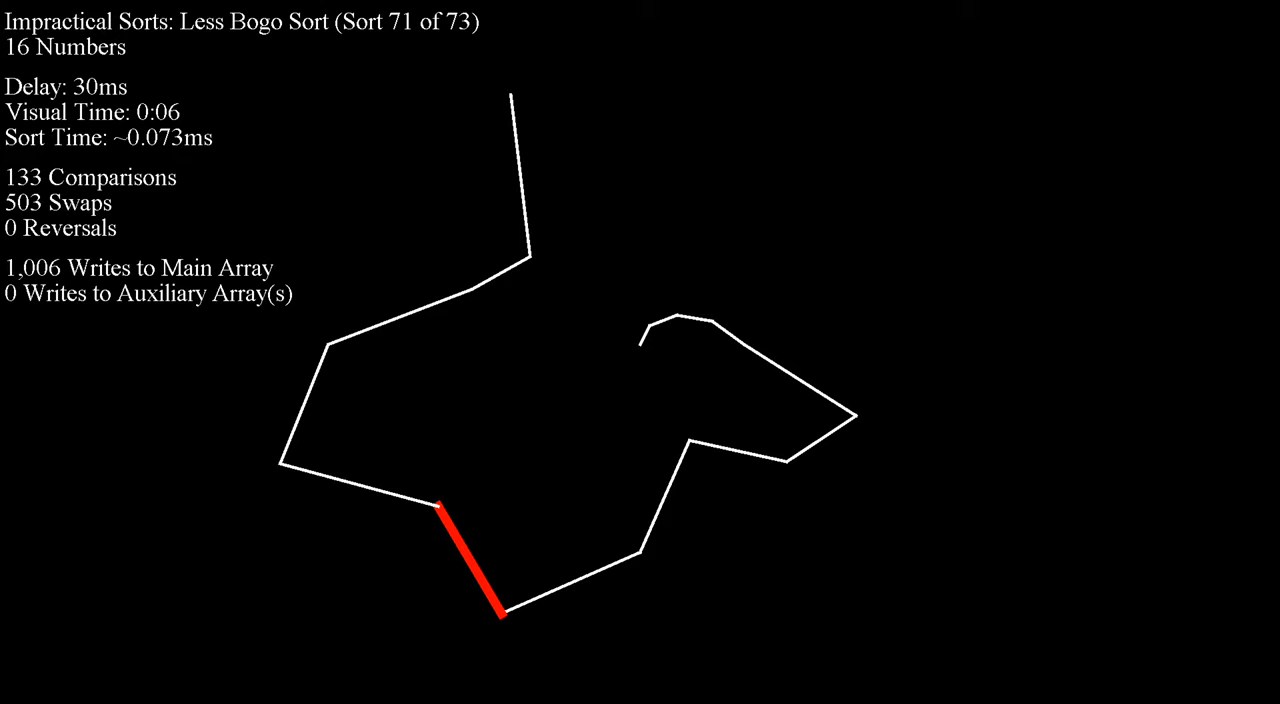 Impractical Sorts: Less Bogo Sort (Sort 71 of 73)
16 Numbers
Delay: 30ms
Visual Time: 0:06
Sort Time: ~0.073ms
133 Comparisons
503 Swaps
0 Reversals
1,006 Writes to Main Array
0 Writes to Auxiliary Array(s)